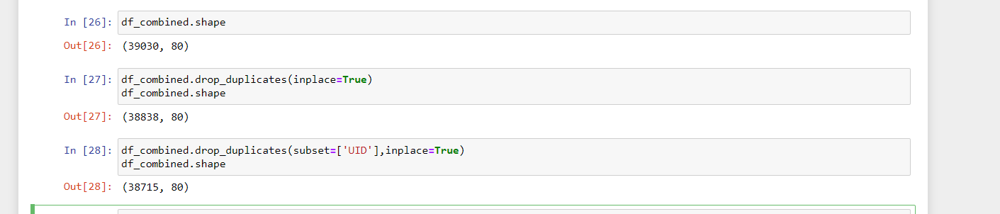 In [26]: df_combined.shape
Out[26]: (39030, 80)
In [27]: df_combined.drop_duplicates(inplace=True)
df_combined.shape
Out[27]: (38838, 80)
In [28]: df_combined.drop_duplicates(subset=['UID'],inplace=True)
df_combined.shape
Out[28]: (38715, 80)